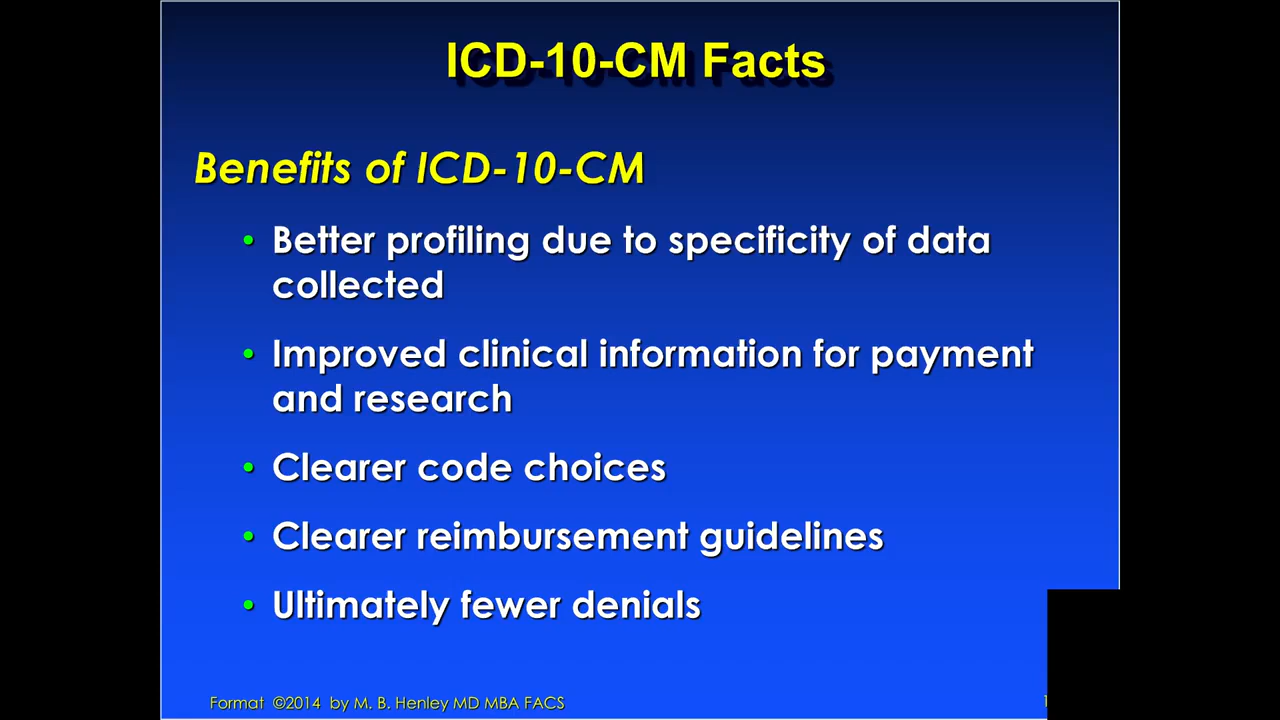 ICD-10-CM Facts
Benefits of ICD-10-CM
• Better profiling due to specificity of data
collected
• Improved clinical information for payment
and research
• Clearer code choices
• Clearer reimbursement guidelines
• Ultimately fewer denials
Format ©2014 by M. B. Henley MD MBA FACS